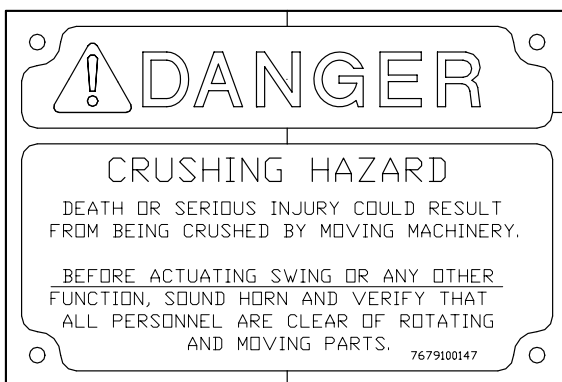 DANGER
CRUSHING HAZARD
DEATH OR SERIOUS INJURY COULD RESULT
FROM BEING CRUSHED BY MOVING MACHINERY.
BEFORE ACTUATING SWING OR ANY OTHER
FUNCTION, SOUND HORN AND VERIFY THAT
ALL PERSONNEL ARE CLEAR OF ROTATING
AND MOVING PARTS.
7679100147